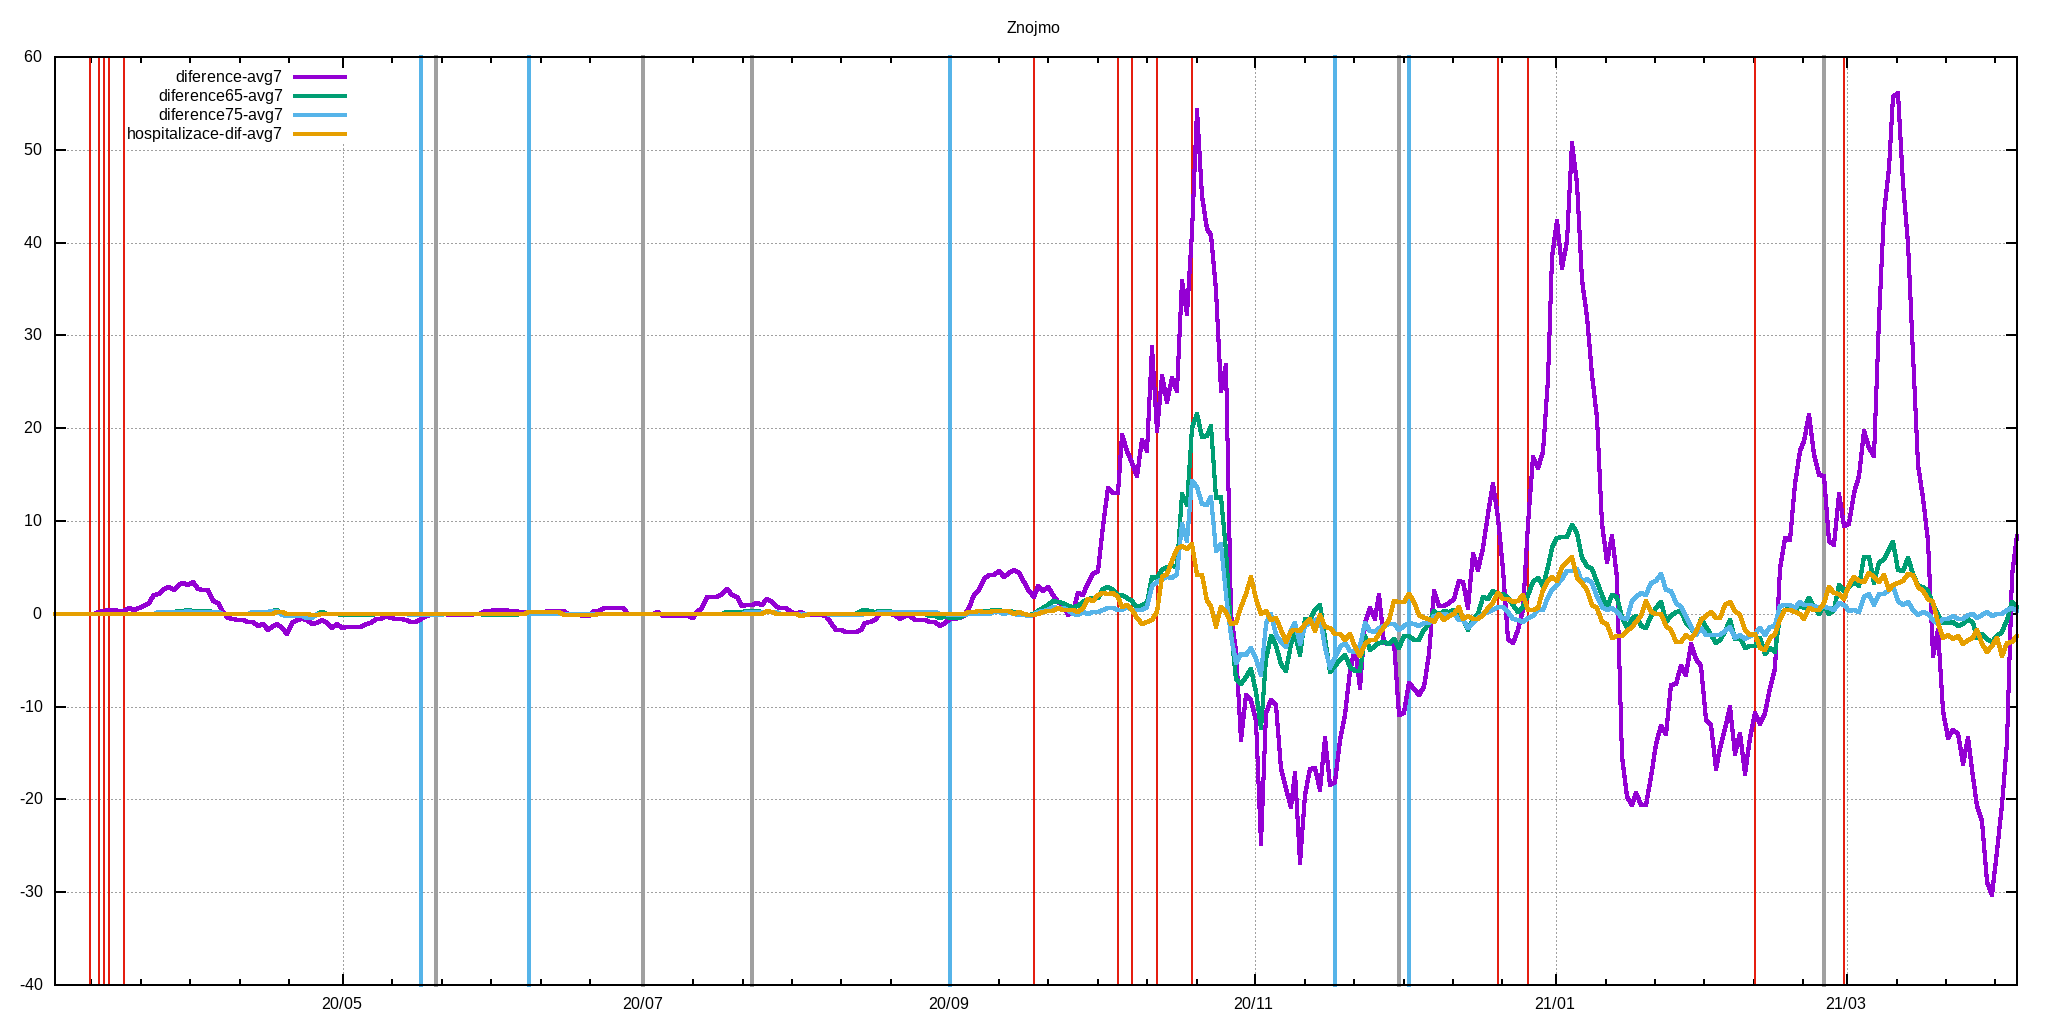 Znojmo
60
diference-avg7
diference65-avg7
diference75-avg7
hospitalizace-dif-avg7
50
40
30
20
10
0
-10
-20
-30
-40
20/05 20/07 20/09 20/11 21/01 21/03